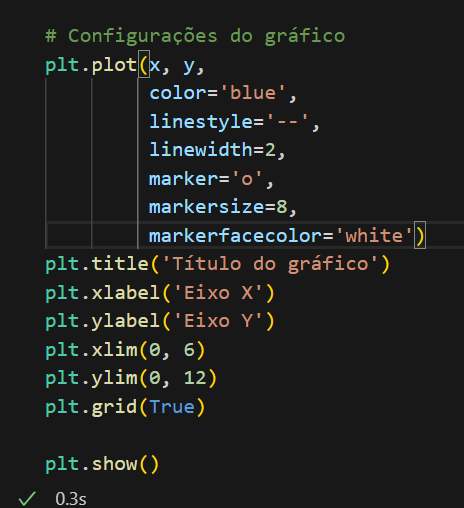 # Configurações do gráfico
plt.plot(x, y,
         color='blue',
         linestyle='--',
         linewidth=2,
         marker='o',
         markersize=8,
         markerfacecolor='white')
plt.title('Título do gráfico')
plt.xlabel('Eixo X')
plt.ylabel('Eixo Y')
plt.xlim(0, 6)
plt.ylim(0, 12)
plt.grid(True)
plt.show()
0.3s